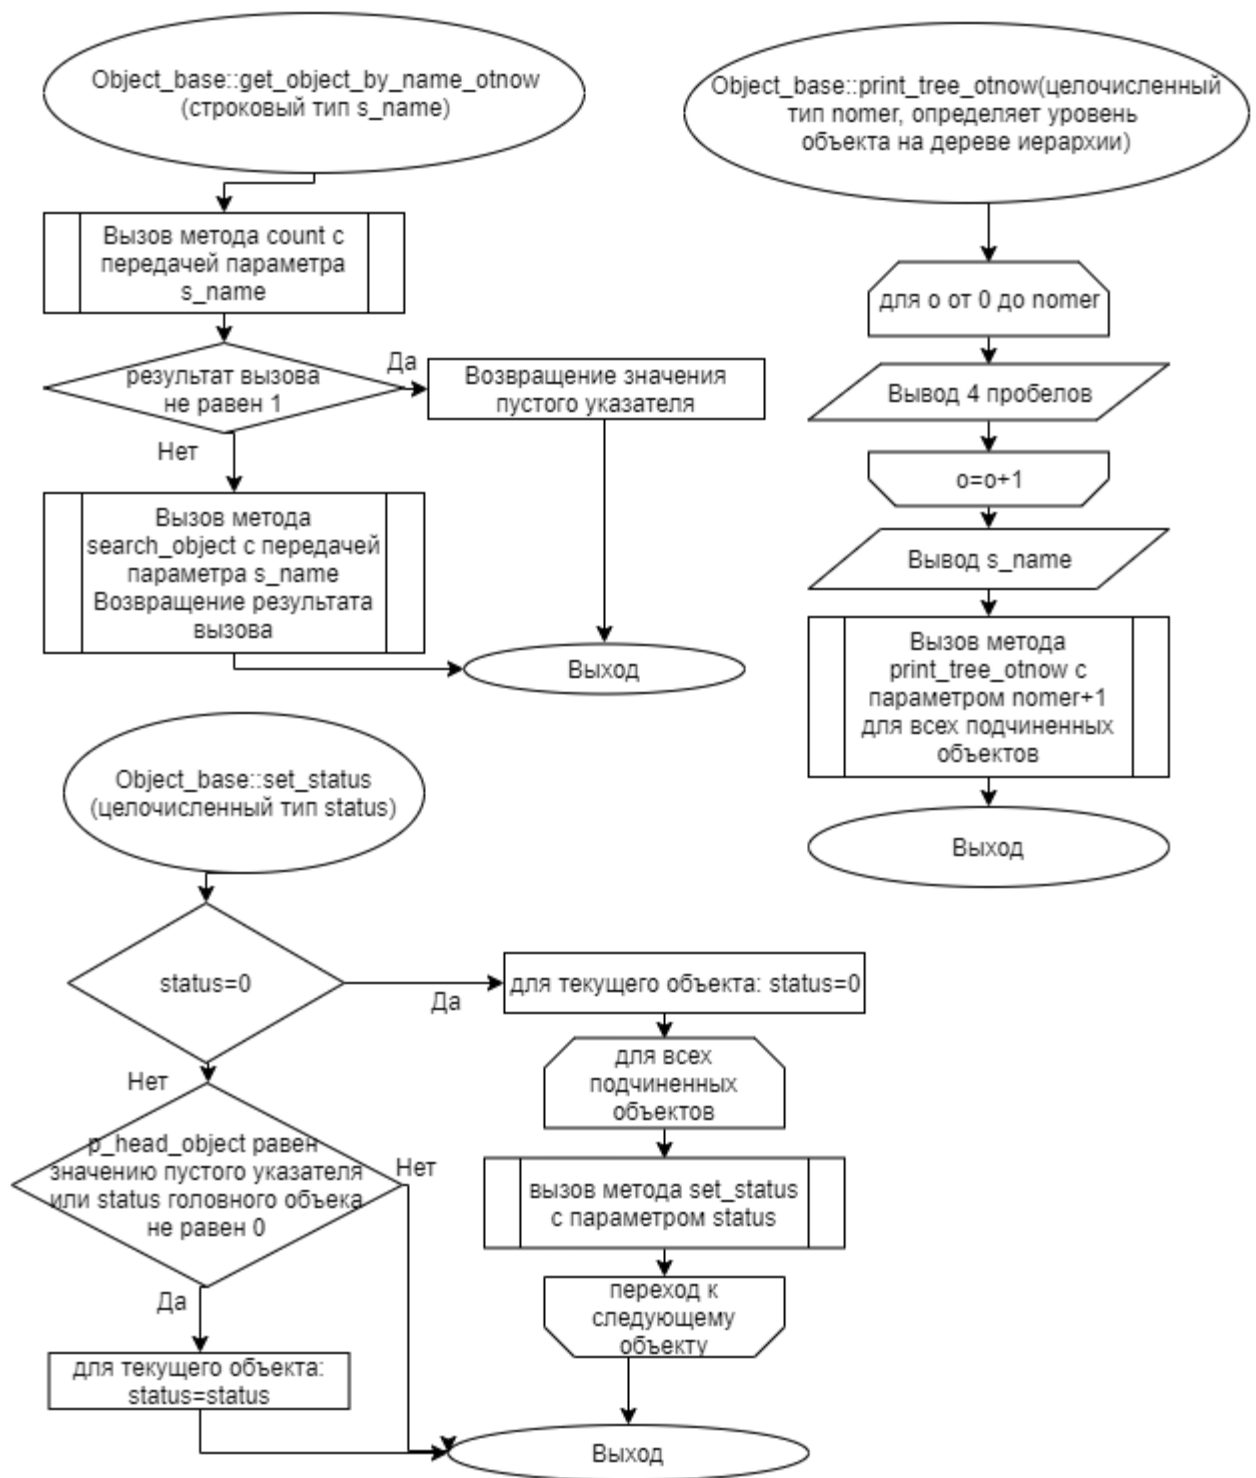 Object_base::get_object_by_name_otnow
(строковый тип s_name)
Вызов метода count с
передачей параметра
s_name
результат вызова
не равен 1
Да
Возвращение значения
пустого указателя
Нет
Вызов метода
search_object с передачей
параметра s_name
Возвращение результата
вызова
Выход
Object_base::print_tree_otnow(целочисленный
тип nomer, определяет уровень
объекта на дереве иерархии)
для о от 0 до nomer
Вывод 4 пробелов
o=o+1
Вывод s_name
Вызов метода
print_tree_otnow с
параметром nomer+1
для всех подчиненных
объектов
Выход
Object_base::set_status
(целочисленный тип status)
status=0
Да
для текущего объекта: status=0
для всех
подчиненных
объектов
вызов метода set_status
с параметром status
переход к
следующему
объекту
Нет
p_head_object равен
значению пустого указателя
или status головного объека
не равен 0
Нет
Да
для текущего объекта:
status=status
Выход